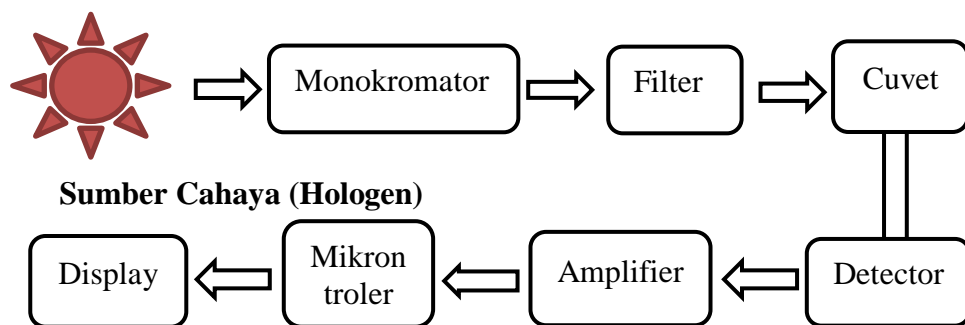 Monokromator
Filter
Cuvet
Sumber Cahaya (Hologen)
Display
Mikron
troler
Amplifier
Detector